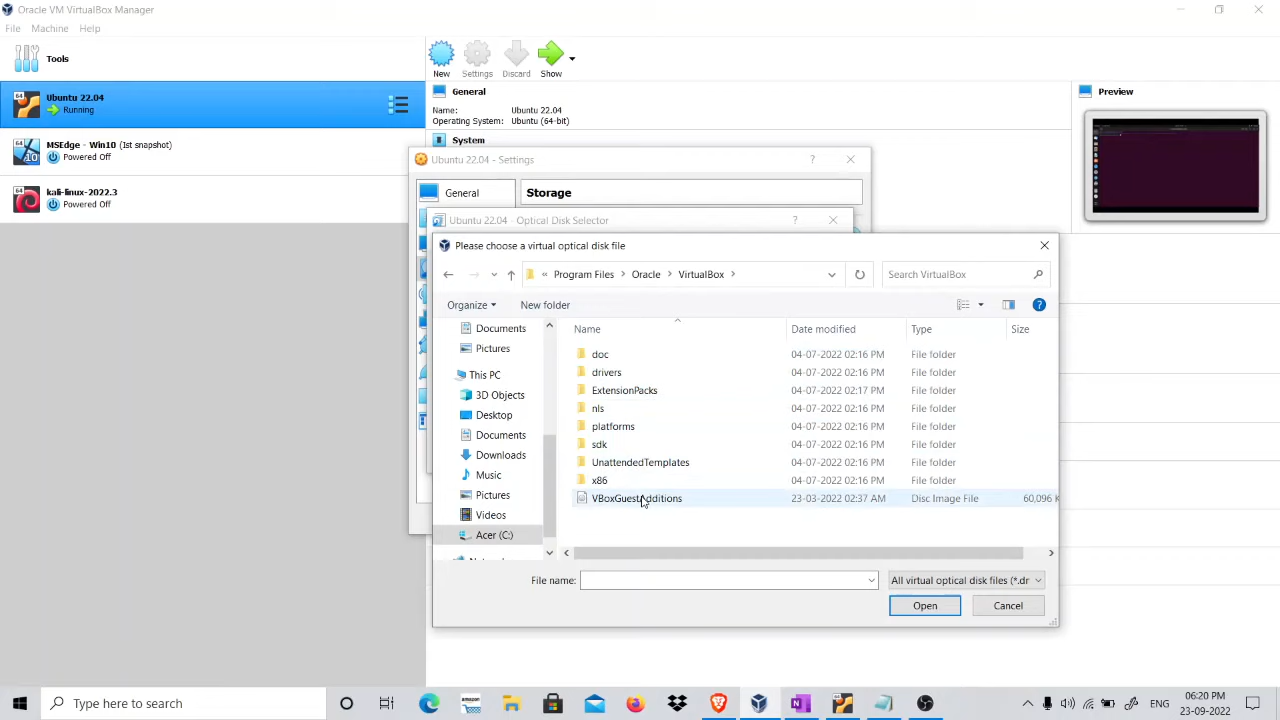 Oracle VM VirtualBox Manager
File Machine Help
Tools
New Settings Discard Show
64 Ubuntu 22.04
Running
64 MSEdge - Win10 (1st snapshot)
10 Powered Off
64 kali-linux-2022.3
Powered Off
General
Name: Ubuntu 22.04
Operating System: Ubuntu (64-bit)
System
Preview
Ubuntu 22.04 - Settings ?
General Storage
Ubuntu 22.04 - Optical Disk Selector ?
Please choose a virtual optical disk file
« Program Files > Oracle > VirtualBox > Search VirtualBox
Organize New folder ?
Documents
Pictures
This PC
3D Objects
Desktop
Documents
Downloads
Music
Pictures
Videos
Acer (C:)
Name Date modified Type Size
doc 04-07-2022 02:16 PM File folder
drivers 04-07-2022 02:16 PM File folder
ExtensionPacks 04-07-2022 02:17 PM File folder
nls 04-07-2022 02:16 PM File folder
platforms 04-07-2022 02:16 PM File folder
sdk 04-07-2022 02:16 PM File folder
UnattendedTemplates 04-07-2022 02:16 PM File folder
x86 04-07-2022 02:16 PM File folder
VBoxGuestAdditions 23-03-2022 02:37 AM Disc Image File 60,096 K
File name: All virtual optical disk files (*.dr
Open Cancel
Type here to search
ENG 06:20 PM
23-09-2022